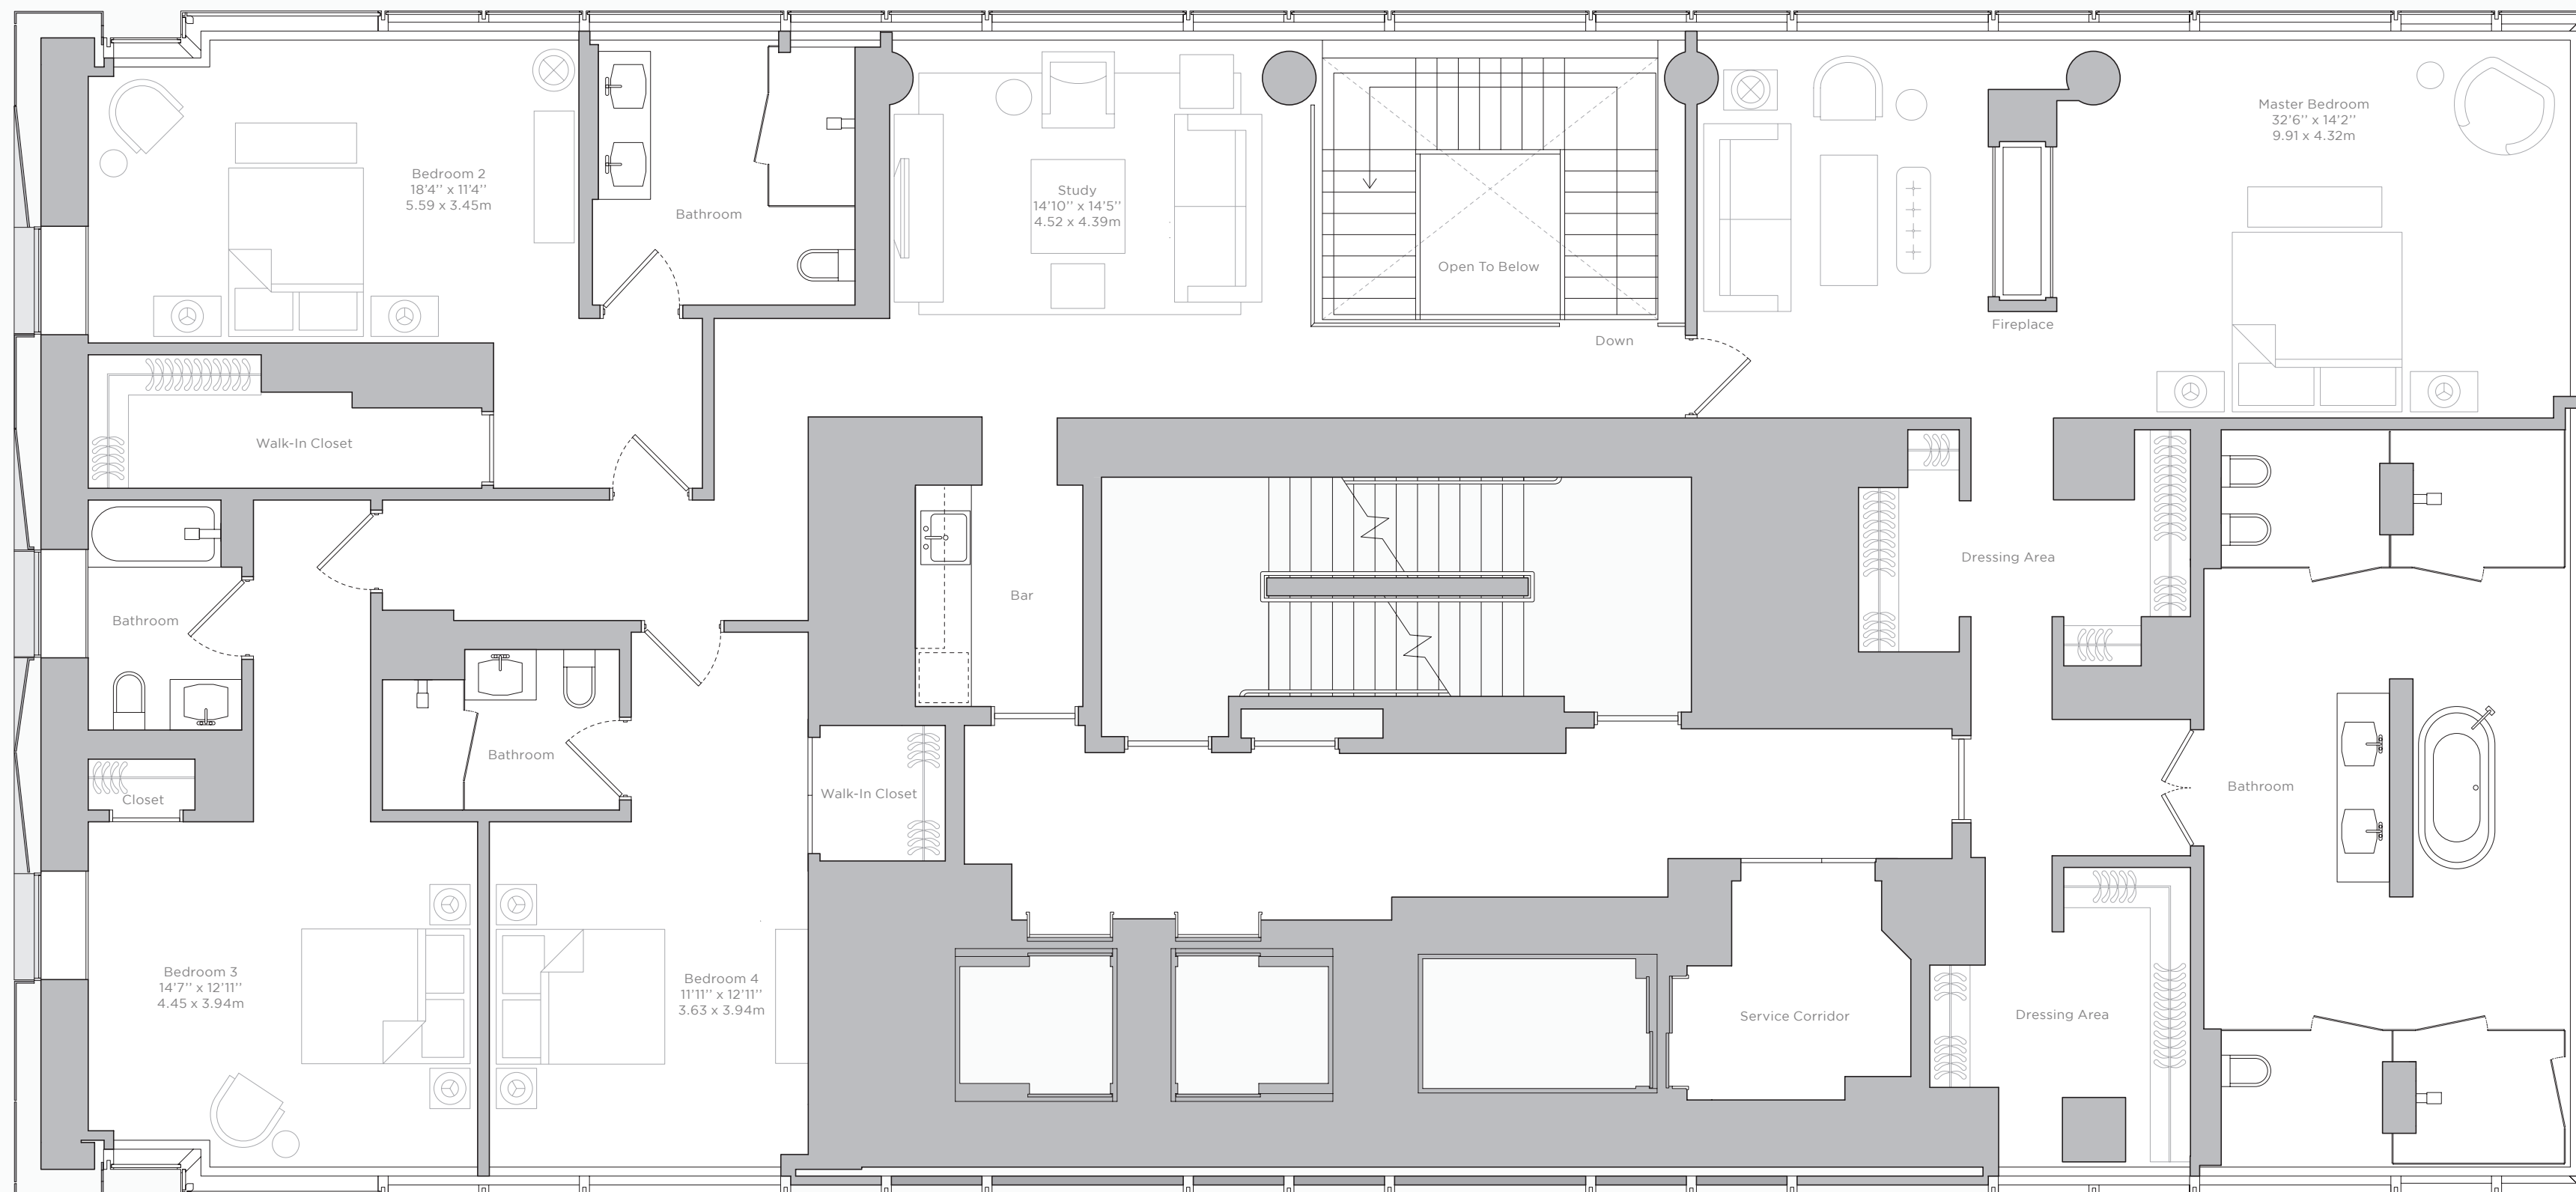 Master Bedroom
32'6'' x 14'2''
9.91 x 4.32m
Bedroom 2
18'4'' x 11'4''
5.59 x 3.45m
Bathroom
Study
14'10'' x 14'5''
4.52 x 4.39m
Open To Below
Down
Fireplace
Walk-In Closet
Dressing Area
Bar
Bathroom
Bathroom
Walk-In Closet
Closet
Bathroom
Bedroom 3
14'7'' x 12'11''
4.45 x 3.94m
Bedroom 4
11'11'' x 12'11''
3.63 x 3.94m
Service Corridor
Dressing Area